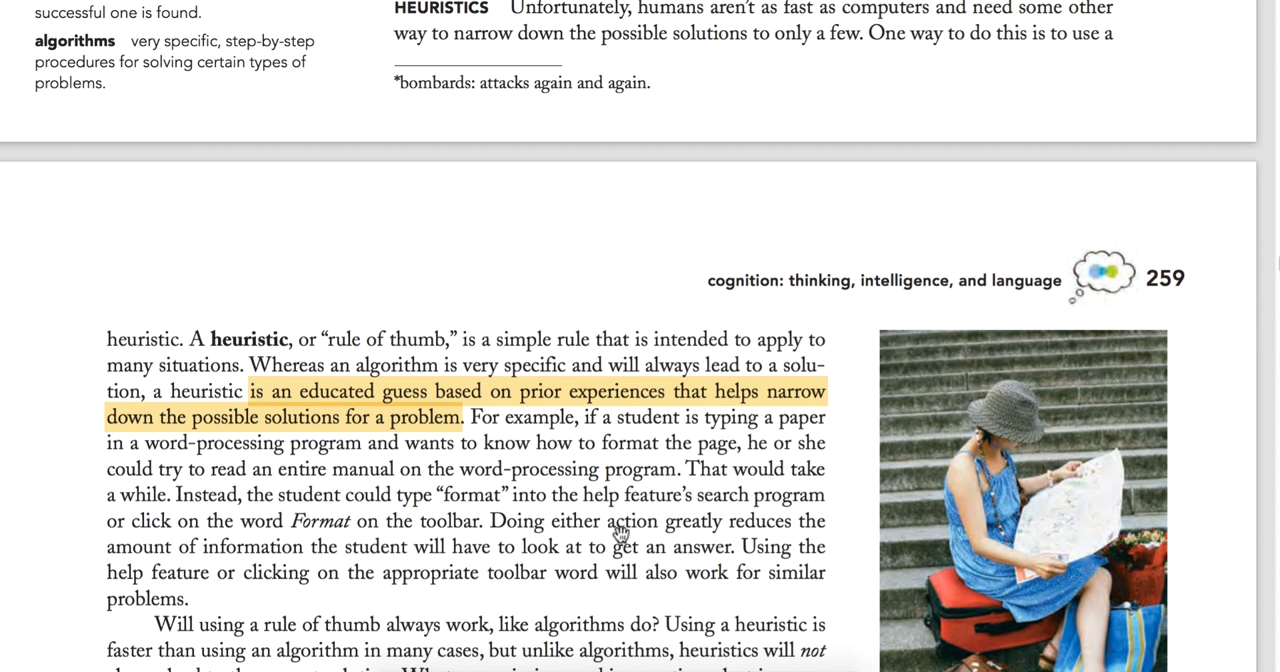 successful one is found.
algorithms very specific, step-by-step
procedures for solving certain types of
problems.
HEURISTICS Unfortunately, humans aren't as fast as computers and need some other
way to narrow down the possible solutions to only a few. One way to do this is to use a
*bombards: attacks again and again.
cognition: thinking, intelligence, and language 259
heuristic. A heuristic, or “rule of thumb,” is a simple rule that is intended to apply to
many situations. Whereas an algorithm is very specific and will always lead to a solu-
tion, a heuristic is an educated guess based on prior experiences that helps narrow
down the possible solutions for a problem. For example, if a student is typing a paper
in a word-processing program and wants to know how to format the page, he or she
could try to read an entire manual on the word-processing program. That would take
a while. Instead, the student could type “format” into the help feature's search program
or click on the word Format on the toolbar. Doing either action greatly reduces the
amount of information the student will have to look at to get an answer. Using the
help feature or clicking on the appropriate toolbar word will also work for similar
problems.
Will using a rule of thumb always work, like algorithms do? Using a heuristic is
faster than using an algorithm in many cases, but unlike algorithms, heuristics will not